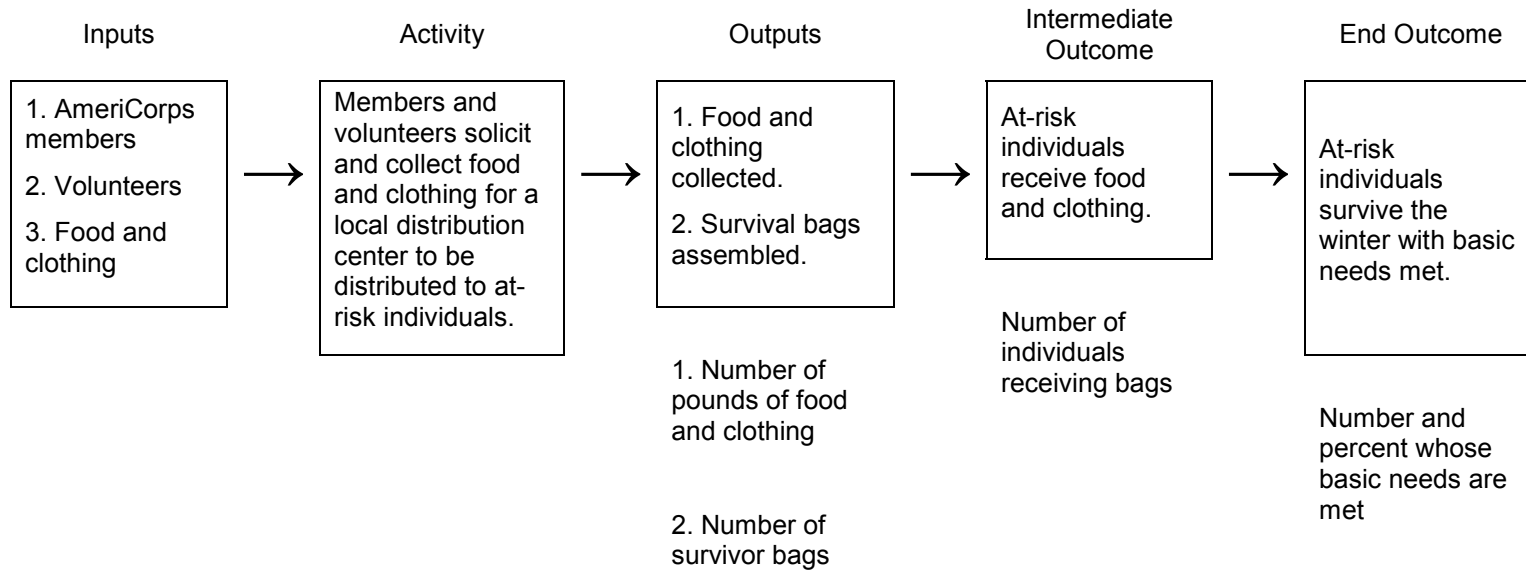 Inputs
1. AmeriCorps
members
2. Volunteers
3. Food and
clothing
Activity
Members and
volunteers solicit
and collect food
and clothing for a
local distribution
center to be
distributed to at-
risk individuals.
Outputs
1. Food and
clothing
collected.
2. Survival bags
assembled.
1. Number of
pounds of food
and clothing
2. Number of
survivor bags
Intermediate
Outcome
At-risk
individuals
receive food
and clothing.
Number of
individuals
receiving bags
End Outcome
At-risk
individuals
survive the
winter with basic
needs met.
Number and
percent whose
basic needs are
met